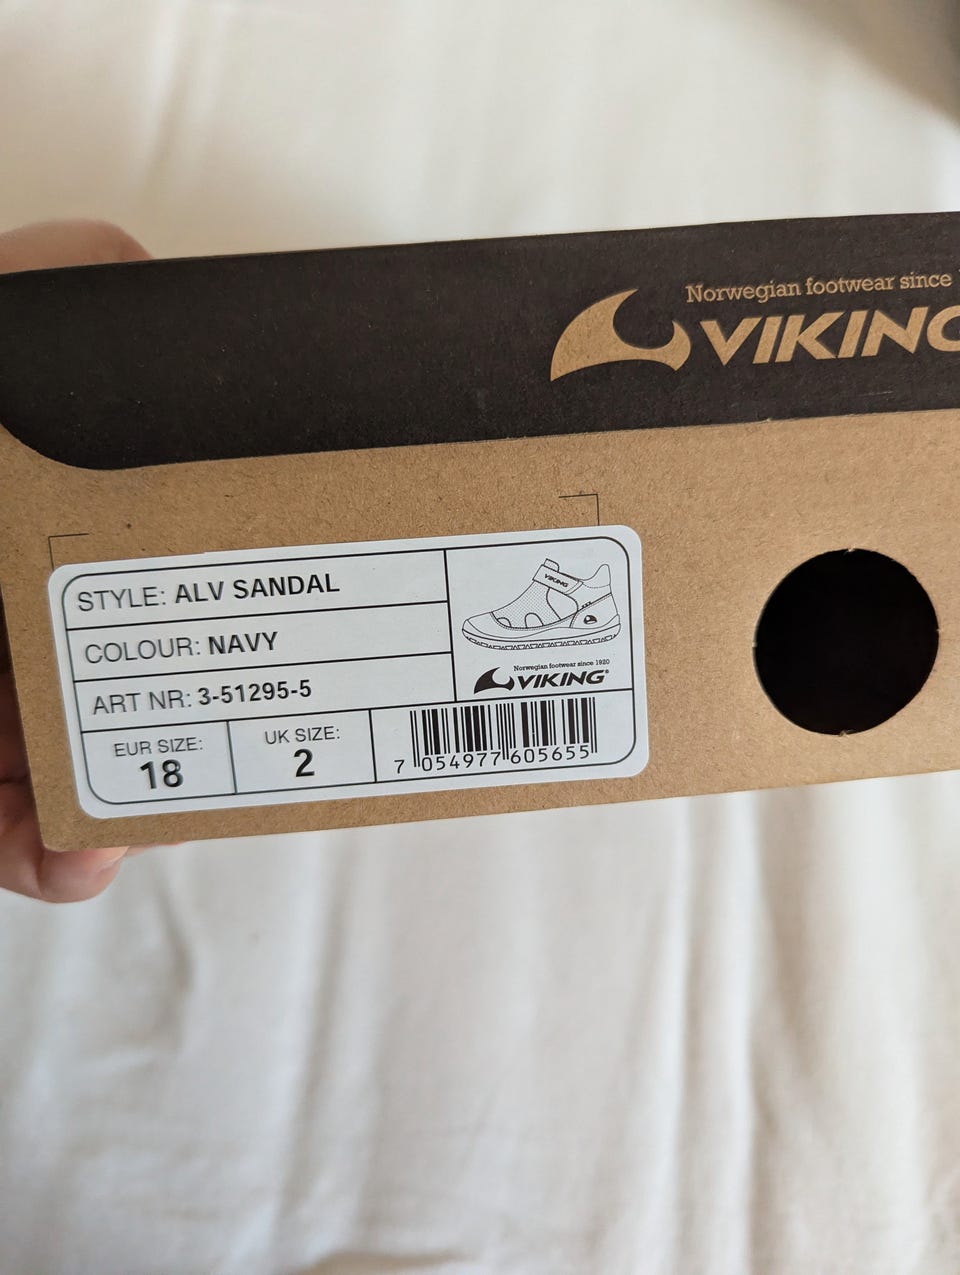 Norwegian footwear since
VIKING
STYLE: ALV SANDAL
COLOUR: NAVY
ART NR: 3-51295-5
EUR SIZE:
18
UK SIZE:
2
VIKING
Norwegian footwear since 1920
VIKING®
7 054977 605655